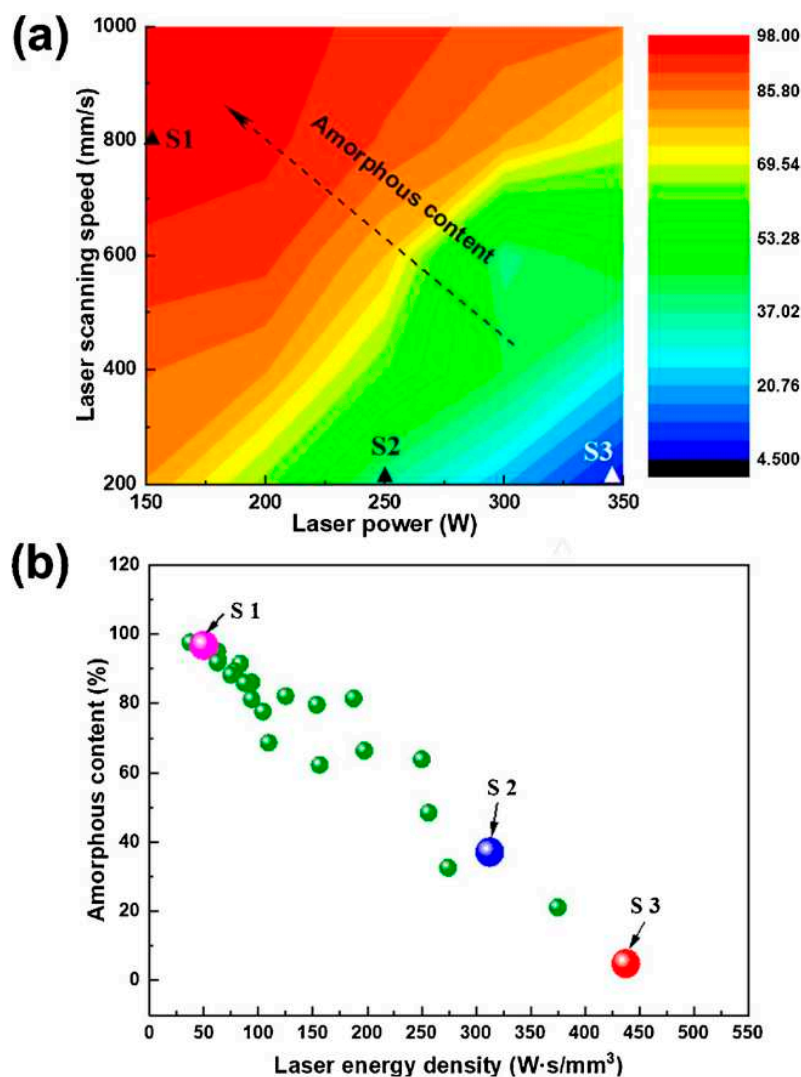 (a)
1000
800
600
400
200
Laser scanning speed (mm/s)
S1
Amorphous content
S2
S3
150
200
250
300
350
Laser power (W)
98.00
85.80
69.54
53.28
37.02
20.76
4.500
(b)
120
100
80
60
40
20
0
Amorphous content (%)
S 1
S 2
S 3
0
50
100
150
200
250
300
350
400
450
500
550
Laser energy density (W·s/mm³)